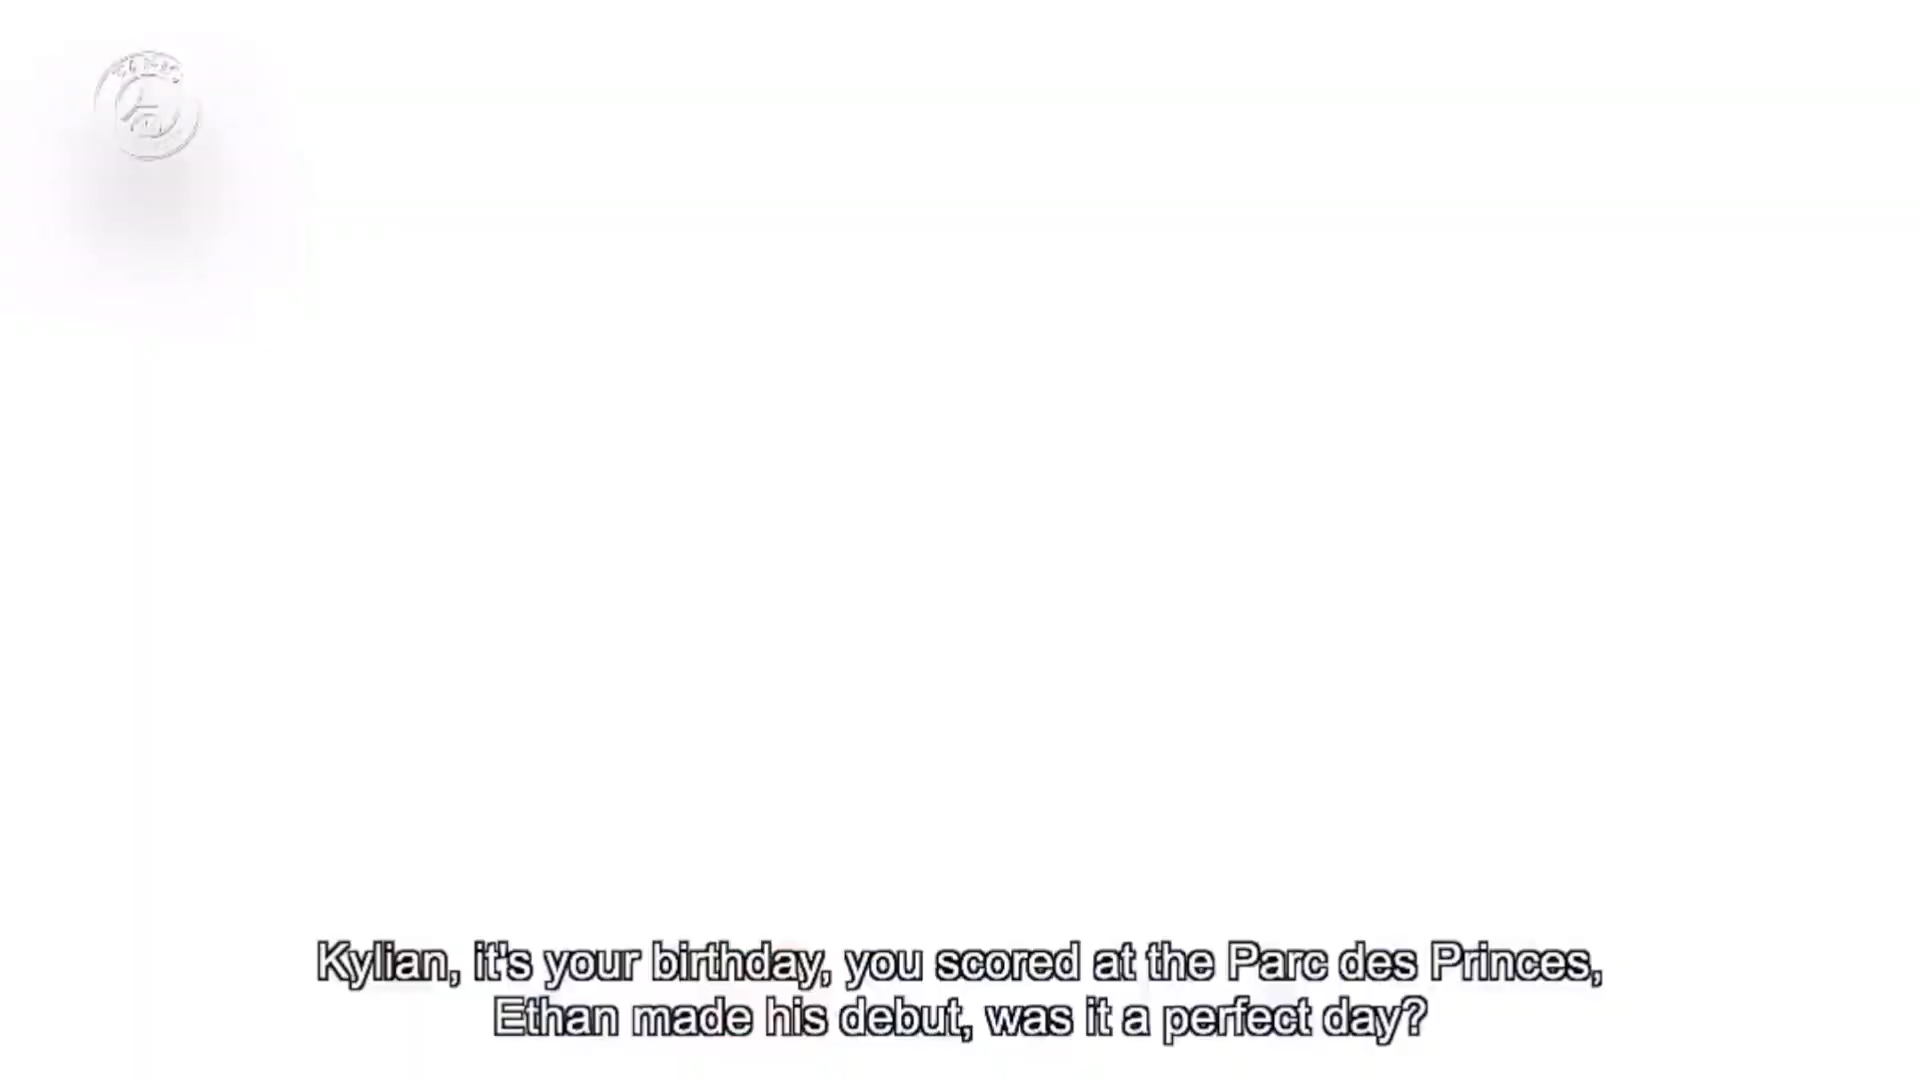 Kylian, it's your birthday, you scored at the Parc des Princes,
Ethan made his debut, was it a perfect day?